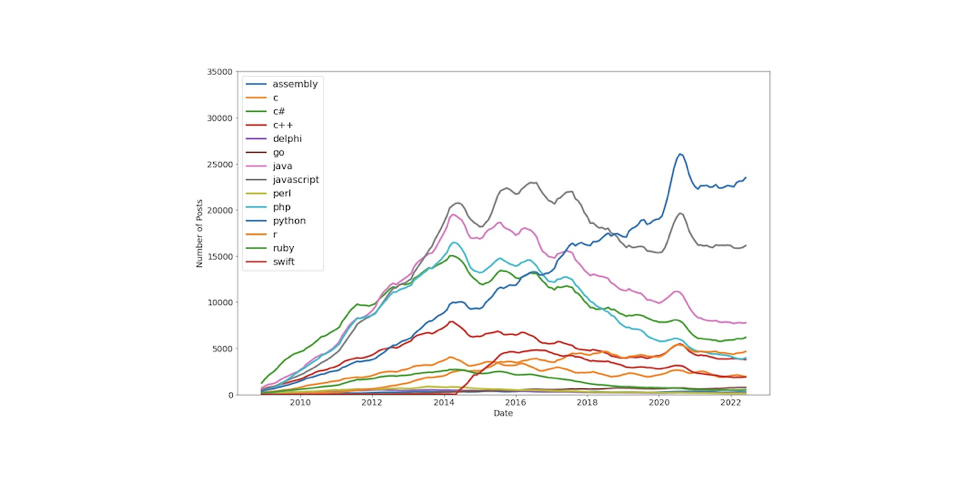 35000
30000
25000
20000
15000
10000
5000
0
Number of Posts
assembly
c
c#
c++
delphi
go
java
javascript
perl
php
python
r
ruby
swift
2010 2012 2014 2016 2018 2020 2022
Date